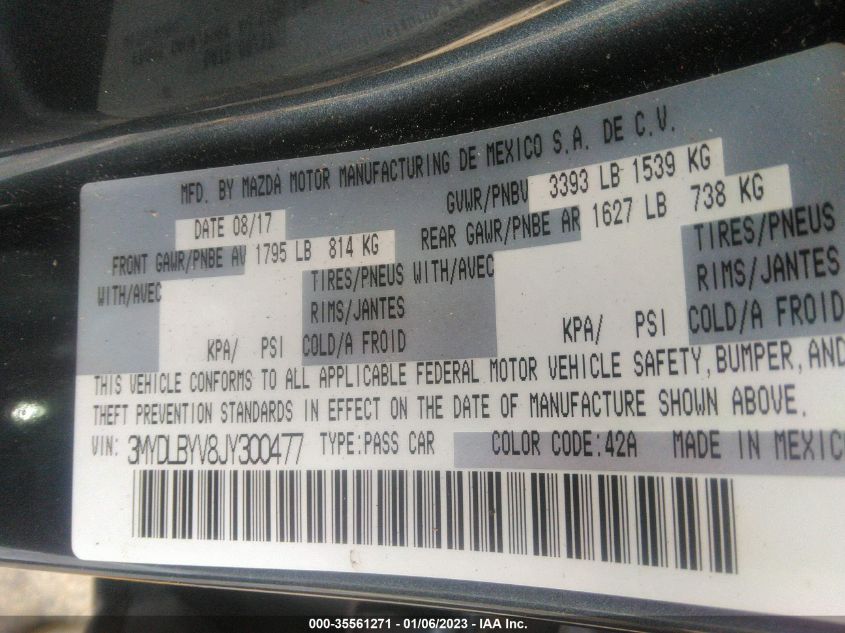 MFD. BY MAZDA MOTOR MANUFACTURING DE MEXICO S.A. DE C.V.
DATE 08/17 GVWR/PNBV 3393 LB 1539 KG
FRONT GAWR/PNBE AV 1795 LB 814 KG REAR GAWR/PNBE AR 1627 LB 738 KG
WITH/AVEC TIRES/PNEUS WITH/AVEC TIRES/PNEUS
RIMS/JANTES RIMS/JANTES
KPA/ PSI COLD/A FROID KPA/ PSI COLD/A FROID
THIS VEHICLE CONFORMS TO ALL APPLICABLE FEDERAL MOTOR VEHICLE SAFETY, BUMPER, AND
THEFT PREVENTION STANDARDS IN EFFECT ON THE DATE OF MANUFACTURE SHOWN ABOVE.
VIN: 3MYDLBYV8JY300477 TYPE:PASS CAR COLOR CODE:42A MADE IN MEXICO
000-35561271 - 01/06/2023 - © IAA Inc.